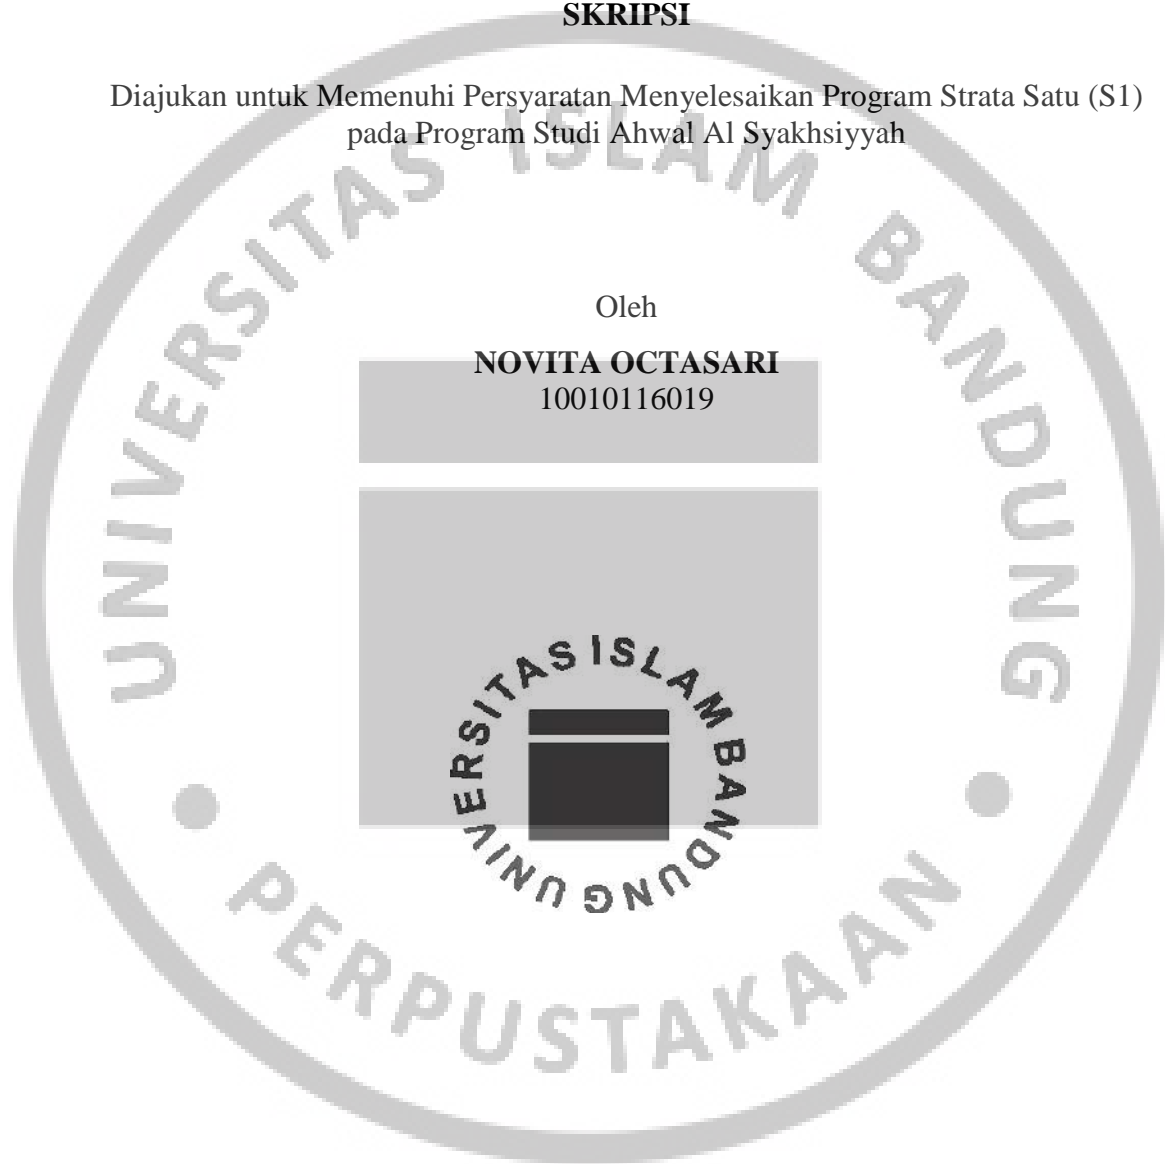 SKRIPSI
Diajukan untuk Memenuhi Persyaratan Menyelesaikan Program Strata Satu (S1)
pada Program Studi Ahwal Al Syakhsiyyah
UNIVERSITAS ISLAM BANDUNG
Oleh
NOVITA OCTASARI
10010116019
UNIVERSITAS ISLAM BANDUNG
PERPUSTAKAAN